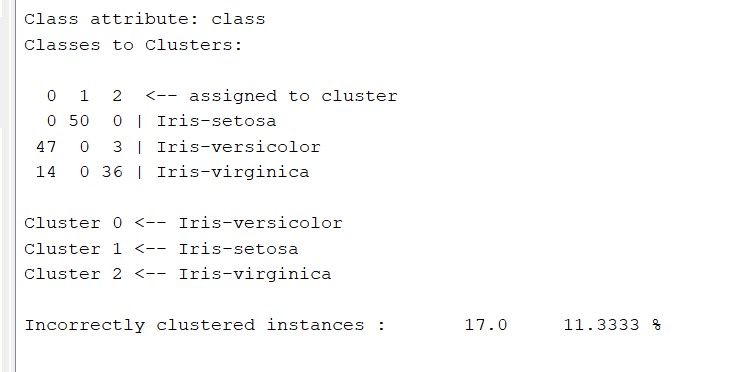 Class attribute: class
Classes to Clusters:
0 1 2 <-- assigned to cluster
0 50 0 | Iris-setosa
47 0 3 | Iris-versicolor
14 0 36 | Iris-virginica
Cluster 0 <-- Iris-versicolor
Cluster 1 <-- Iris-setosa
Cluster 2 <-- Iris-virginica
Incorrectly clustered instances : 17.0 11.3333 %